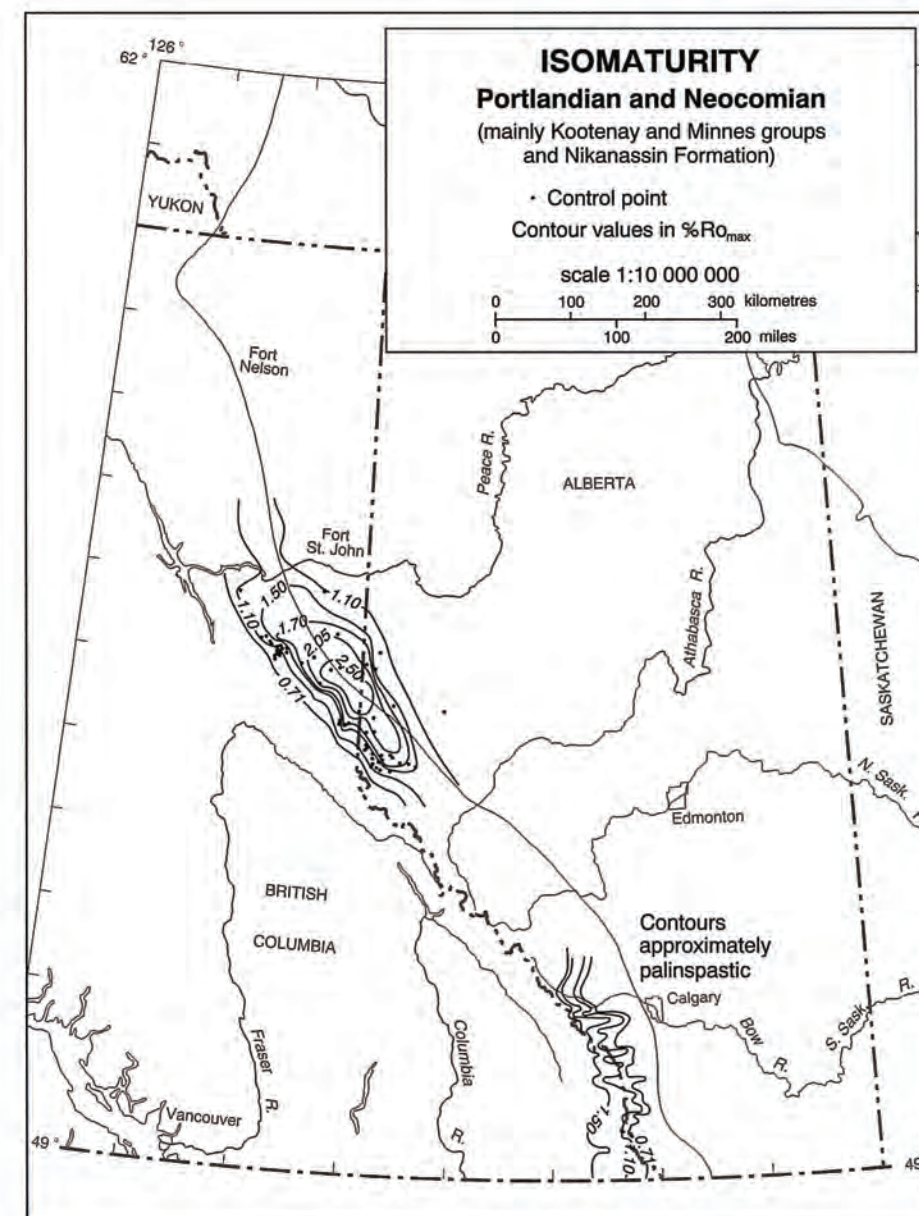 ISOMATURITY
Portlandian and Neocomian
(mainly Kootenay and Minnes groups
and Nikanassin Formation)
• Control point
Contour values in %Ro max
scale 1:10 000 000
0 100 200 300 kilometres
0 100 200 miles
126°
62°
YUKON
Fort
Nelson
Peace R.
ALBERTA
Fort
St. John
Athabasca R.
SASKATCHEWAN
1.10
1.50
1.10
1.70
2.05
2.50
0.71
N. Sask.
Edmonton
BRITISH
COLUMBIA
Contours
approximately
palinspastic
Calgary
Bow
R.
S. Sask.
R.
Fraser
R.
Columbia
R.
Vancouver
1.50
1.10
0.71
49°
49